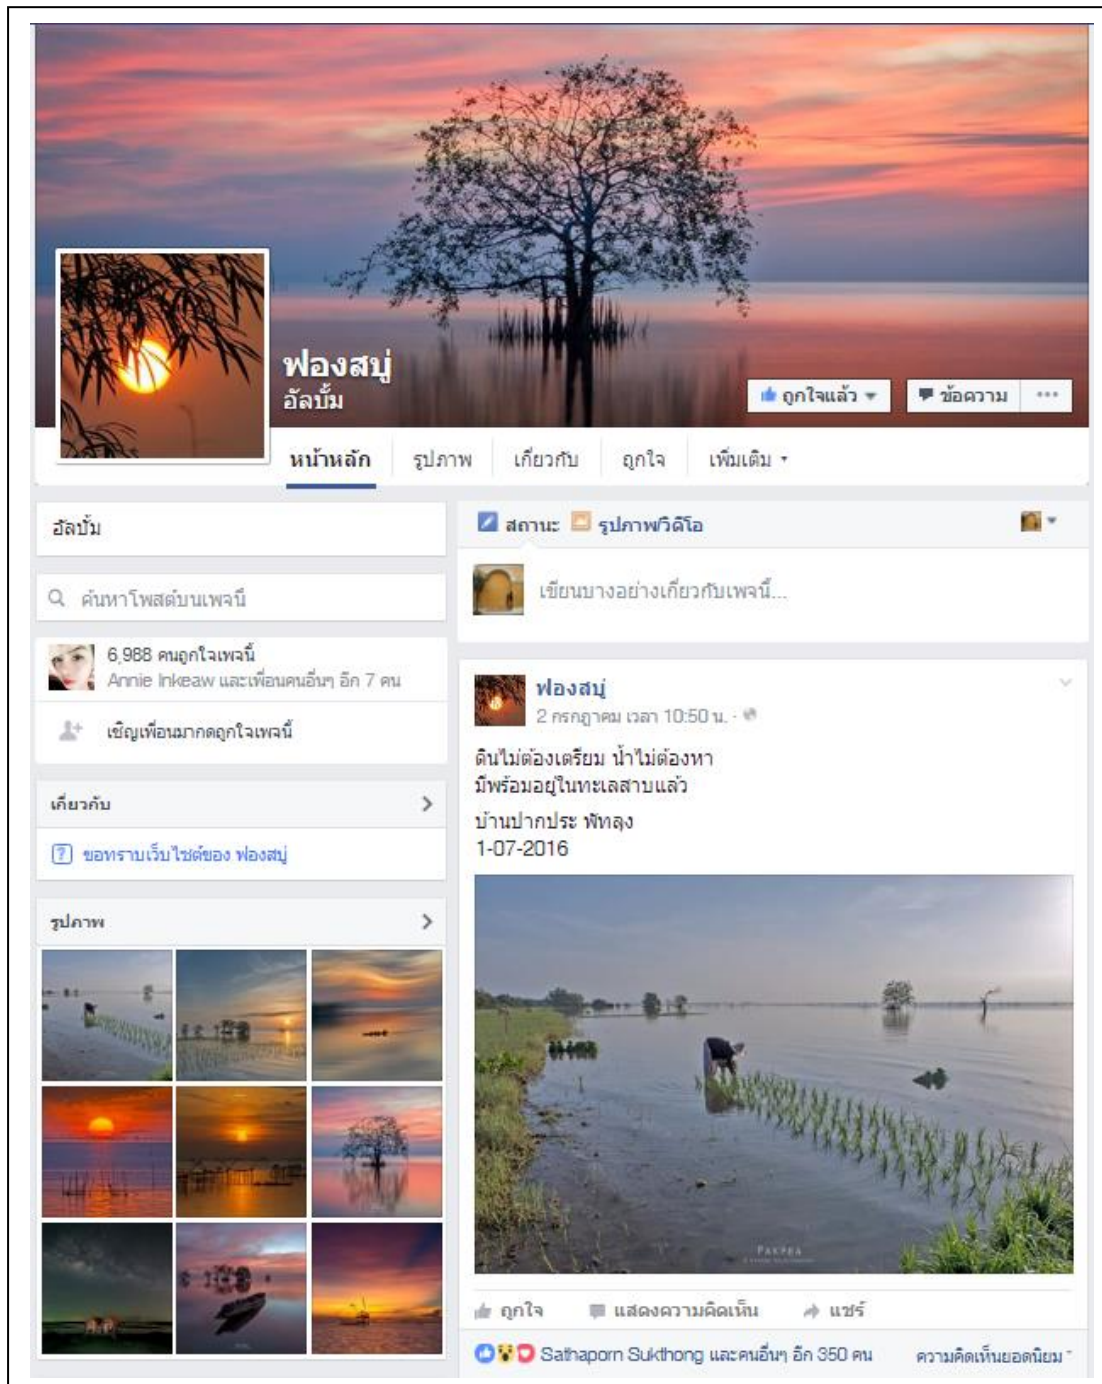 ฟองสบู่
อัลบั้ม
ถูกใจแล้ว
ข้อความ
หน้าหลัก
รูปภาพ
เกี่ยวกับ
ถูกใจ
เพิ่มเติม
อัลบั้ม
ค้นหาโพสต์บนเพจนี้
6,988 คนถูกใจเพจนี้
Annie Inkeaw และเพื่อนคนอื่นๆ อีก 7 คน
เชิญเพื่อนมากดถูกใจเพจนี้
เกี่ยวกับ
ขอทราบเว็บไซต์ของ ฟองสบู่
รูปภาพ
สถานะ รูปภาพ/วิดีโอ
เขียนบางอย่างเกี่ยวกับเพจนี้...
ฟองสบู่
2 กรกฎาคม เวลา 10:50 น. ·
ดินไม่ต้องเตรียม น้ำไม่ต้องหา
มีพร้อมอยู่ในทะเลสาบแล้ว
บ้านปากประ พัทลุง
1-07-2016
PAKPRA
ถูกใจ แสดงความคิดเห็น แชร์
Sathaporn Sukthong และคนอื่นๆ อีก 350 คน
ความคิดเห็นยอดนิยม